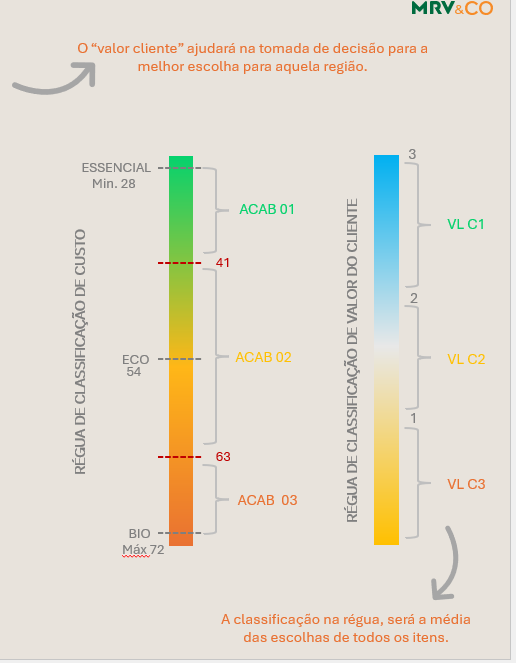 MRV&CO
O “valor cliente” ajudará na tomada de decisão para a
melhor escolha para aquela região.
RÉGUA DE CLASSIFICAÇÃO DE CUSTO
ESSENCIAL
Min. 28
ACAB 01
41
ECO
54
ACAB 02
63
ACAB 03
BIO
Máx 72
RÉGUA DE CLASSIFICAÇÃO DE VALOR DO CLIENTE
3
VL C1
2
VL C2
1
VL C3
A classificação na régua, será a média
das escolhas de todos os itens.